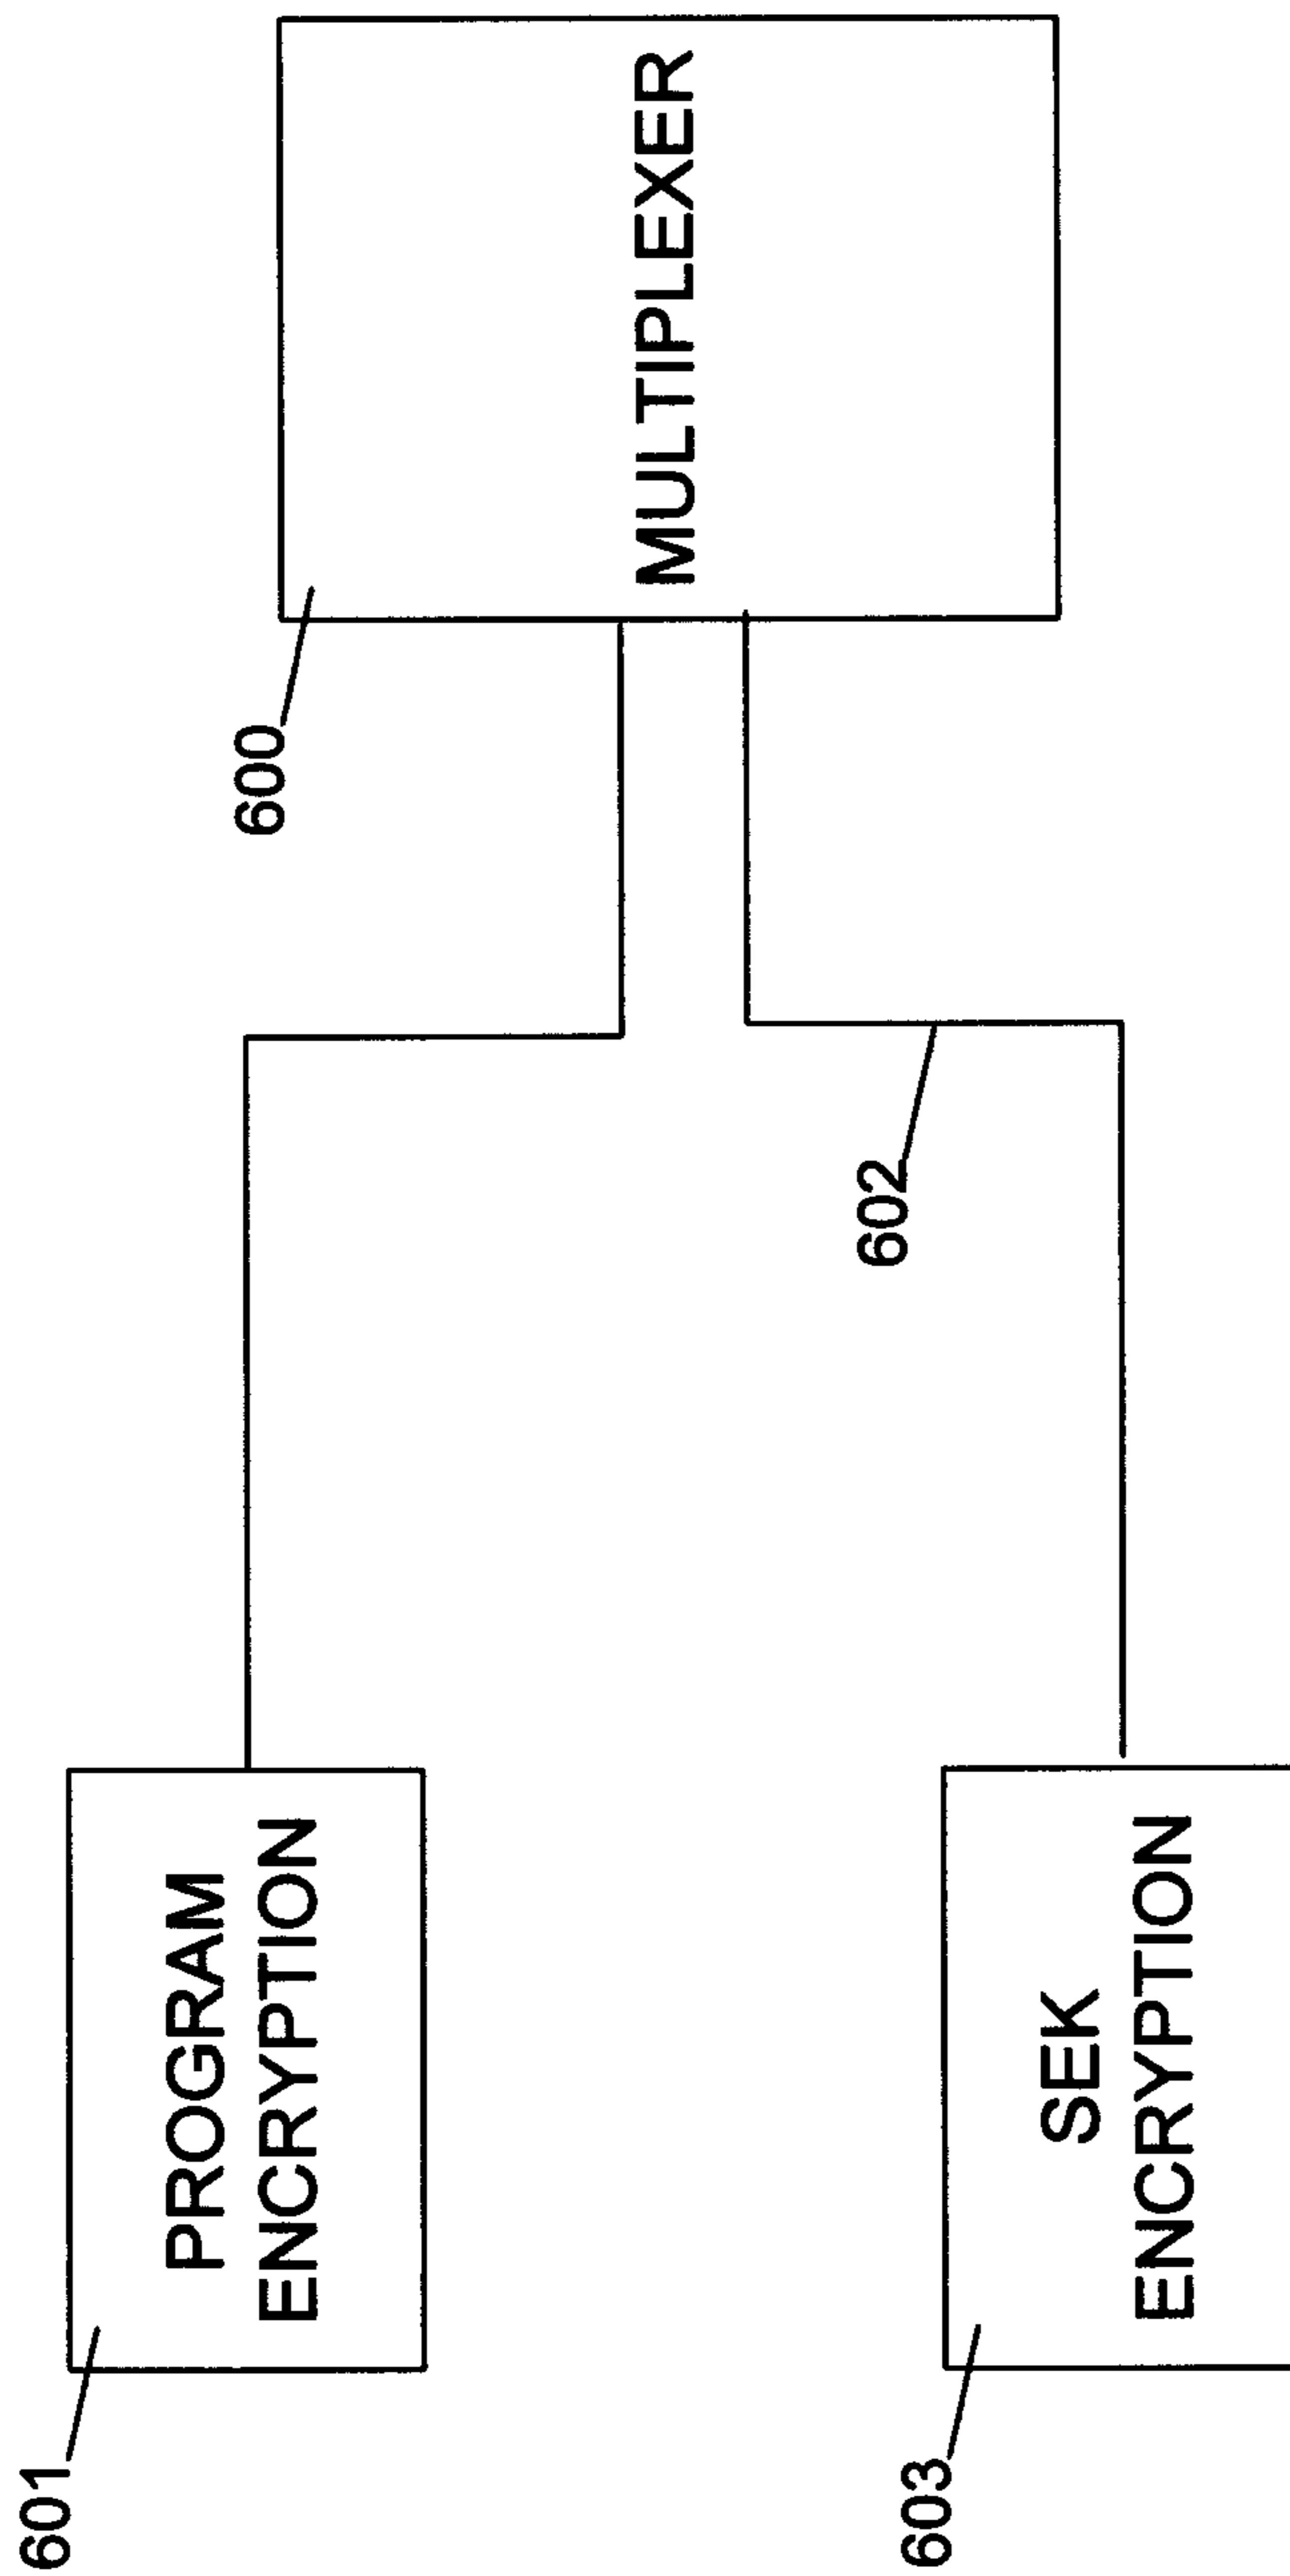 601
PROGRAM
ENCRYPTION
600
MULTIPLEXER
602
603
SEK
ENCRYPTION